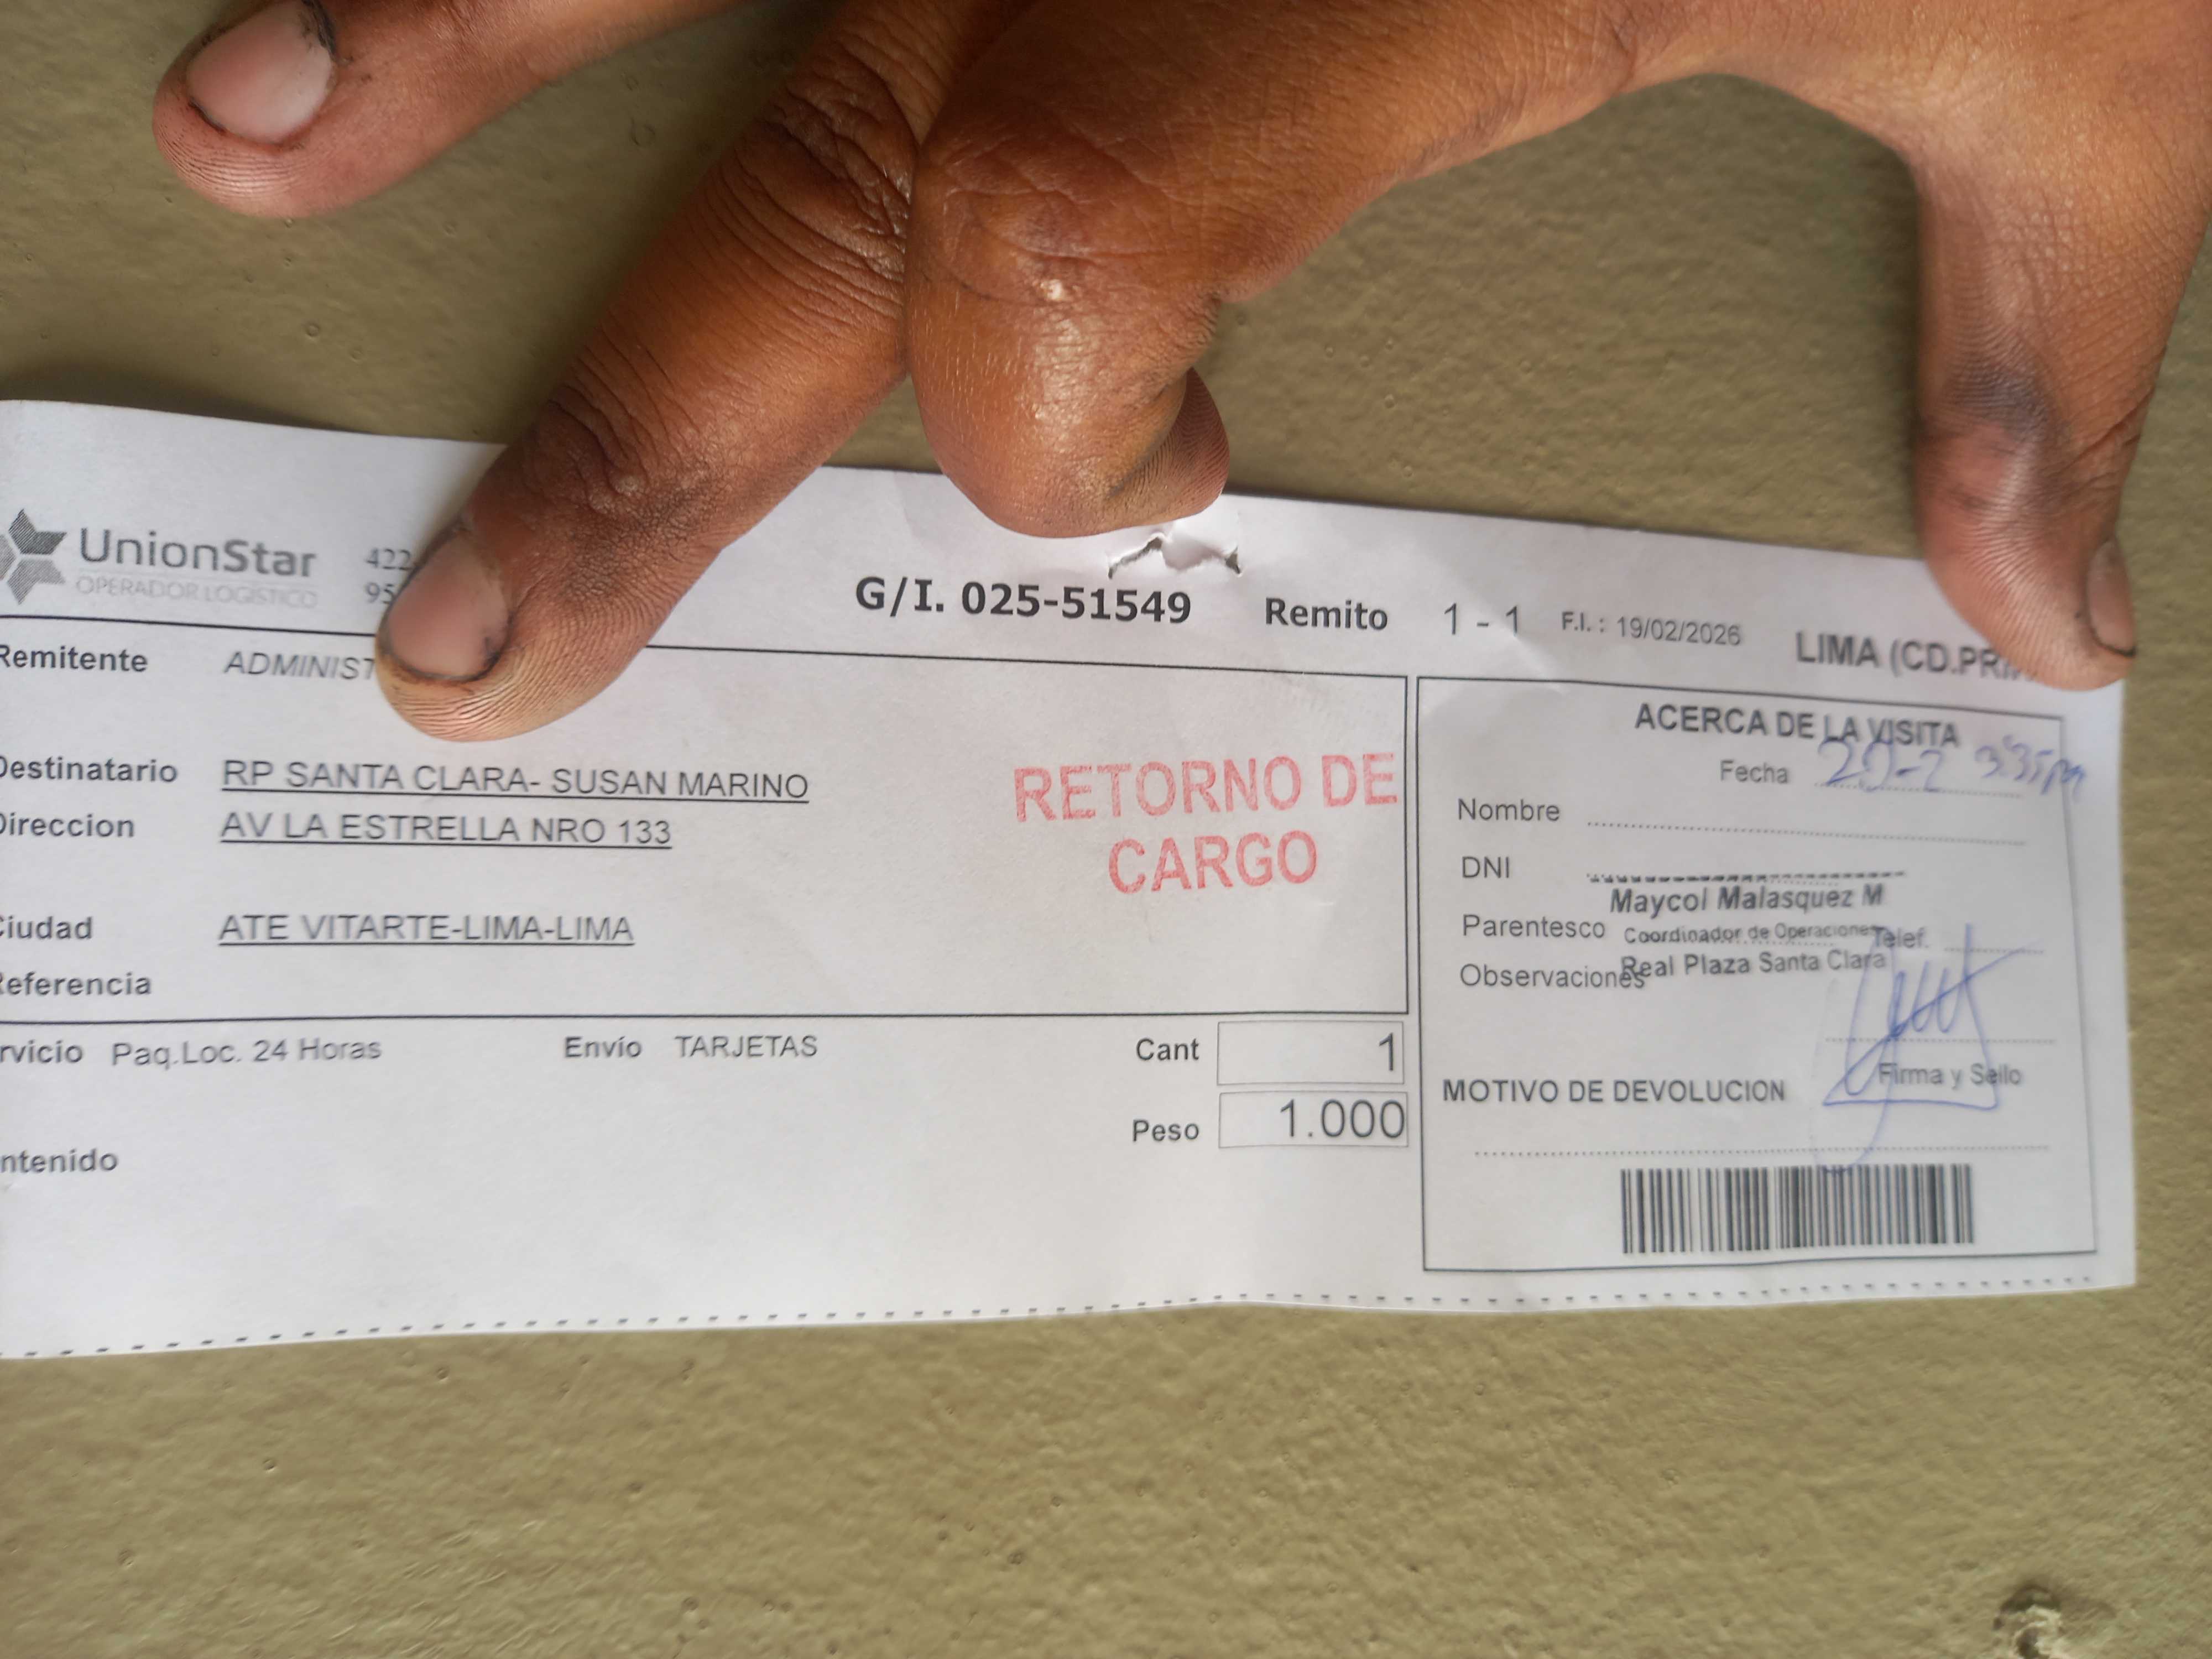 UnionStar 422
OPERADOR LOGISTICO 95
G/I. 025-51549 Remito 1 - 1 F.I. : 19/02/2026 LIMA (CD.PRI
Remitente ADMINIST
Destinatario RP SANTA CLARA- SUSAN MARINO
Direccion AV LA ESTRELLA NRO 133
Ciudad ATE VITARTE-LIMA-LIMA
Referencia
RETORNO DE
CARGO
rvicio Paq.Loc. 24 Horas Envío TARJETAS Cant 1
Peso 1.000
ntenido
ACERCA DE LA VISITA
Fecha 20-2 3:35pm
Nombre
DNI
Maycol Malasquez M
Parentesco Coordinador de Operaciones Telef.
Observaciones Real Plaza Santa Clara
Firma y Sello
MOTIVO DE DEVOLUCION